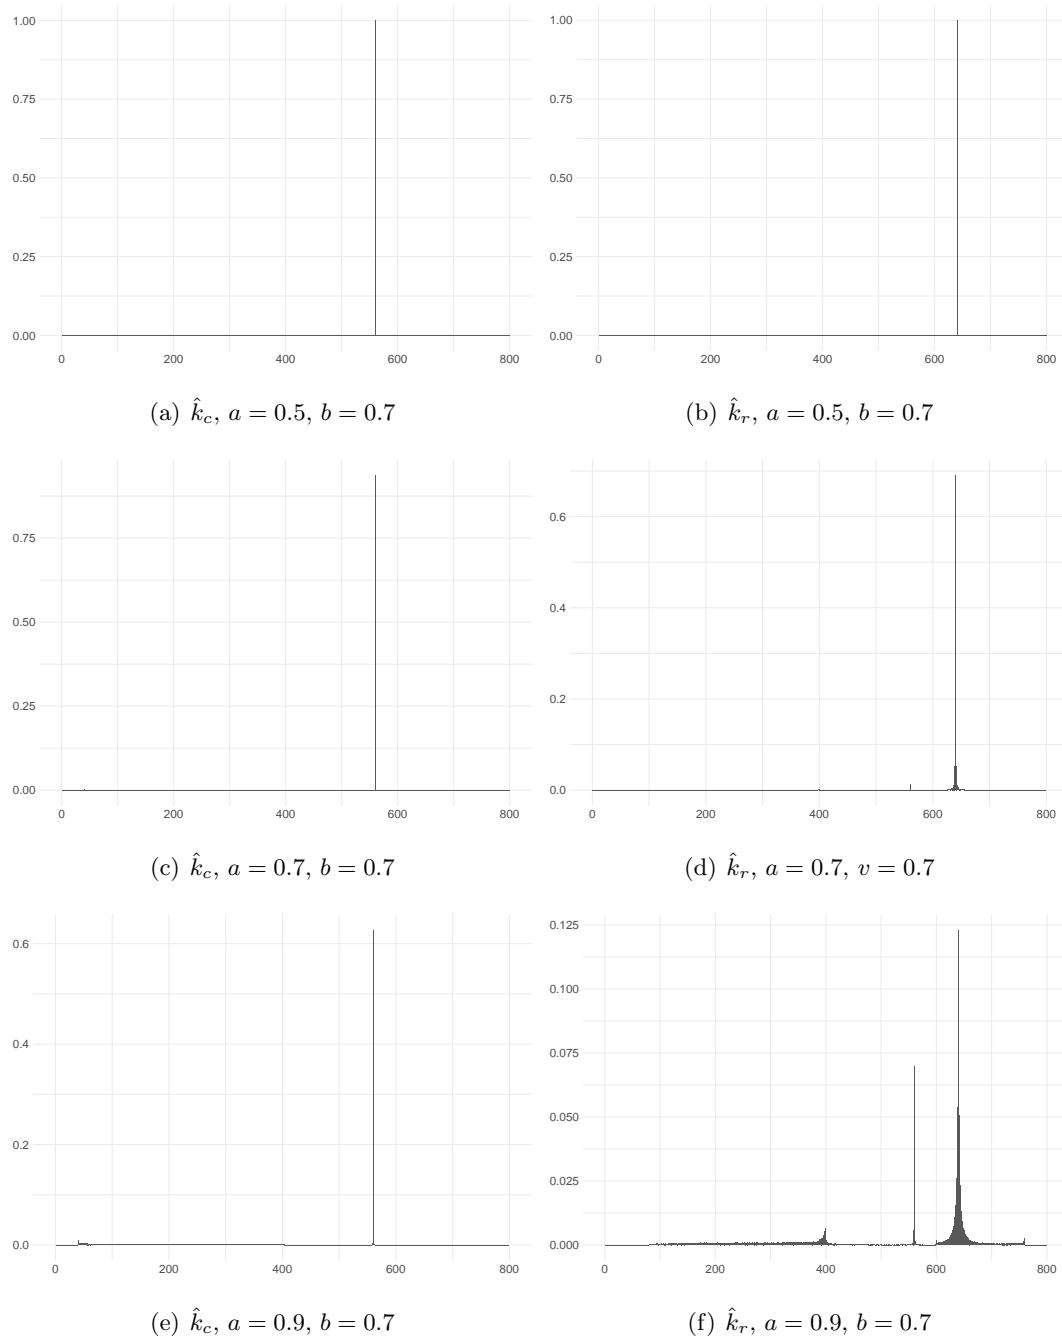 1.00
0.75
0.50
0.25
0.00
0 200 400 600 800
(a) k̂_c, a = 0.5, b = 0.7
1.00
0.75
0.50
0.25
0.00
0 200 400 600 800
(b) k̂_r, a = 0.5, b = 0.7
0.75
0.50
0.25
0.00
0 200 400 600 800
(c) k̂_c, a = 0.7, b = 0.7
0.6
0.4
0.2
0.0
0 200 400 600 800
(d) k̂_r, a = 0.7, v = 0.7
0.6
0.4
0.2
0.0
0 200 400 600 800
(e) k̂_c, a = 0.9, b = 0.7
0.125
0.100
0.075
0.050
0.025
0.000
0 200 400 600 800
(f) k̂_r, a = 0.9, b = 0.7